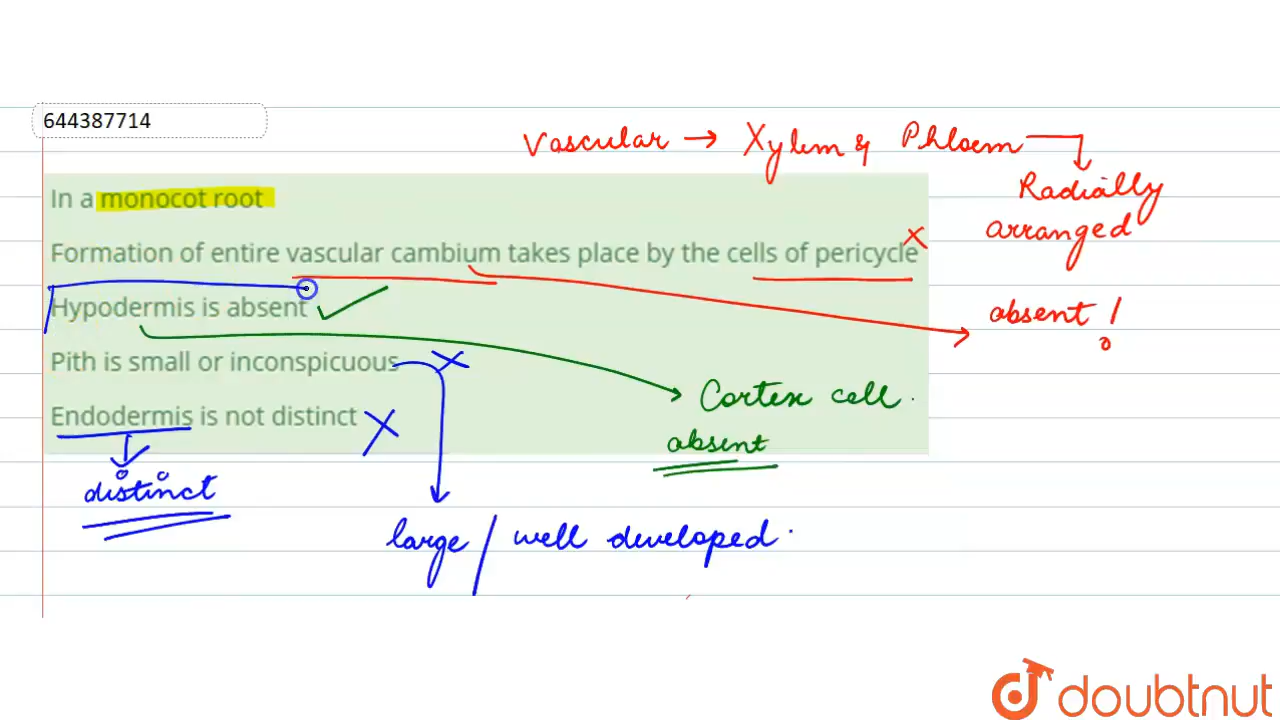 644387714
Vascular → Xylem & Phloem
Radially
arranged
In a monocot root
Formation of entire vascular cambium takes place by the cells of pericycle
absent !
Hypodermis is absent
Pith is small or inconspicuous
Cortex cell.
absent
Endodermis is not distinct
distinct
large / well developed.
doubtnut